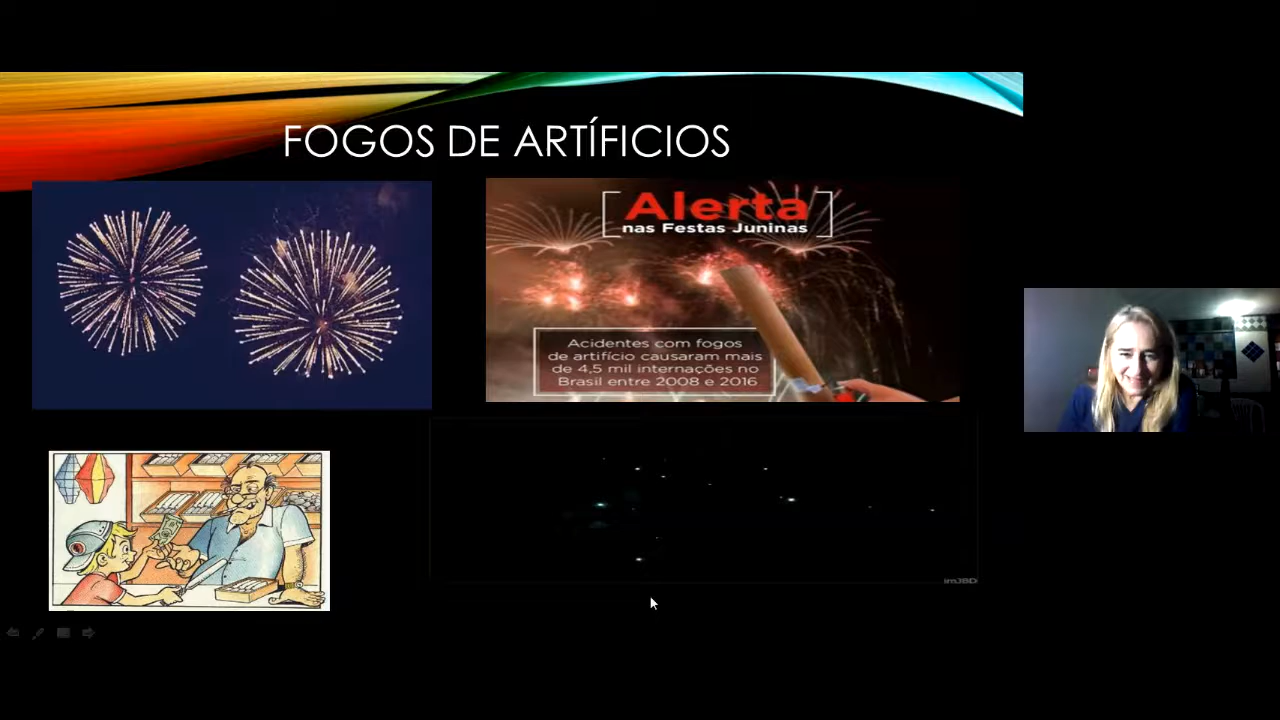 FOGOS DE ARTÍFICIOS
Alerta
nas Festas Juninas
Acidentes com fogos
de artifício causaram mais
de 4,5 mil internações no
Brasil entre 2008 e 2016